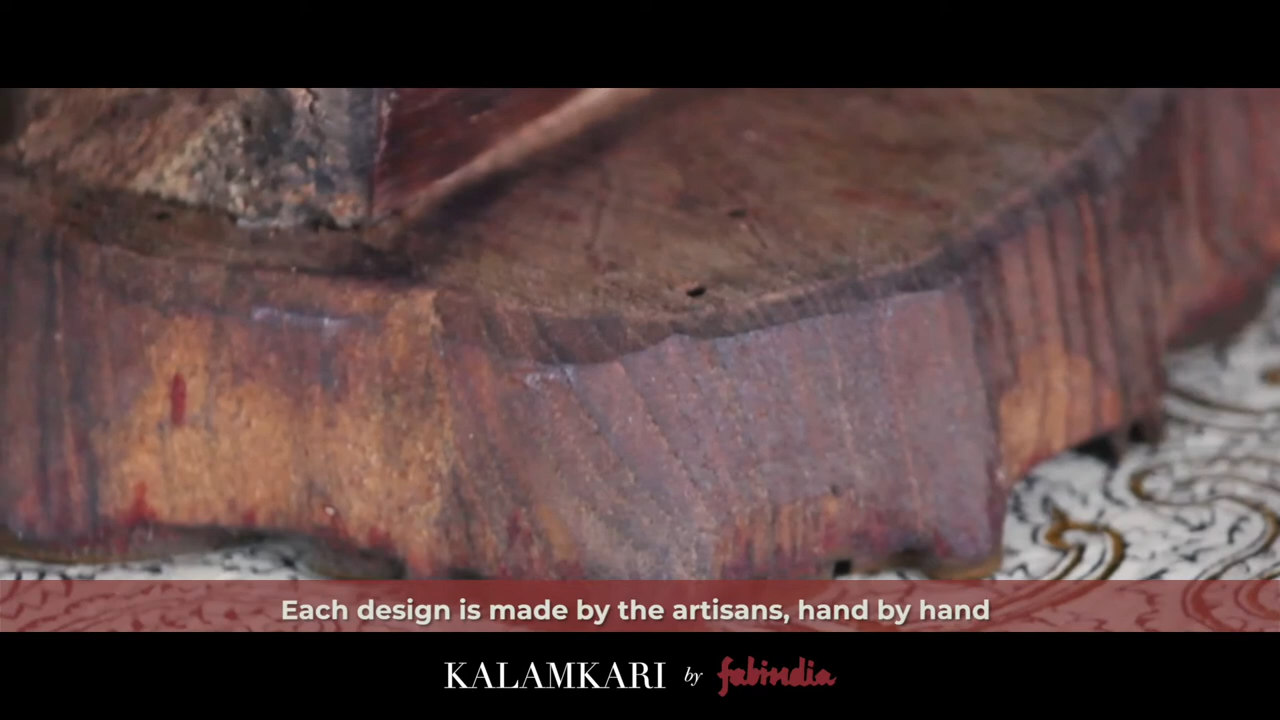 Each design is made by the artisans, hand by hand
KALAMKARI by fabindia